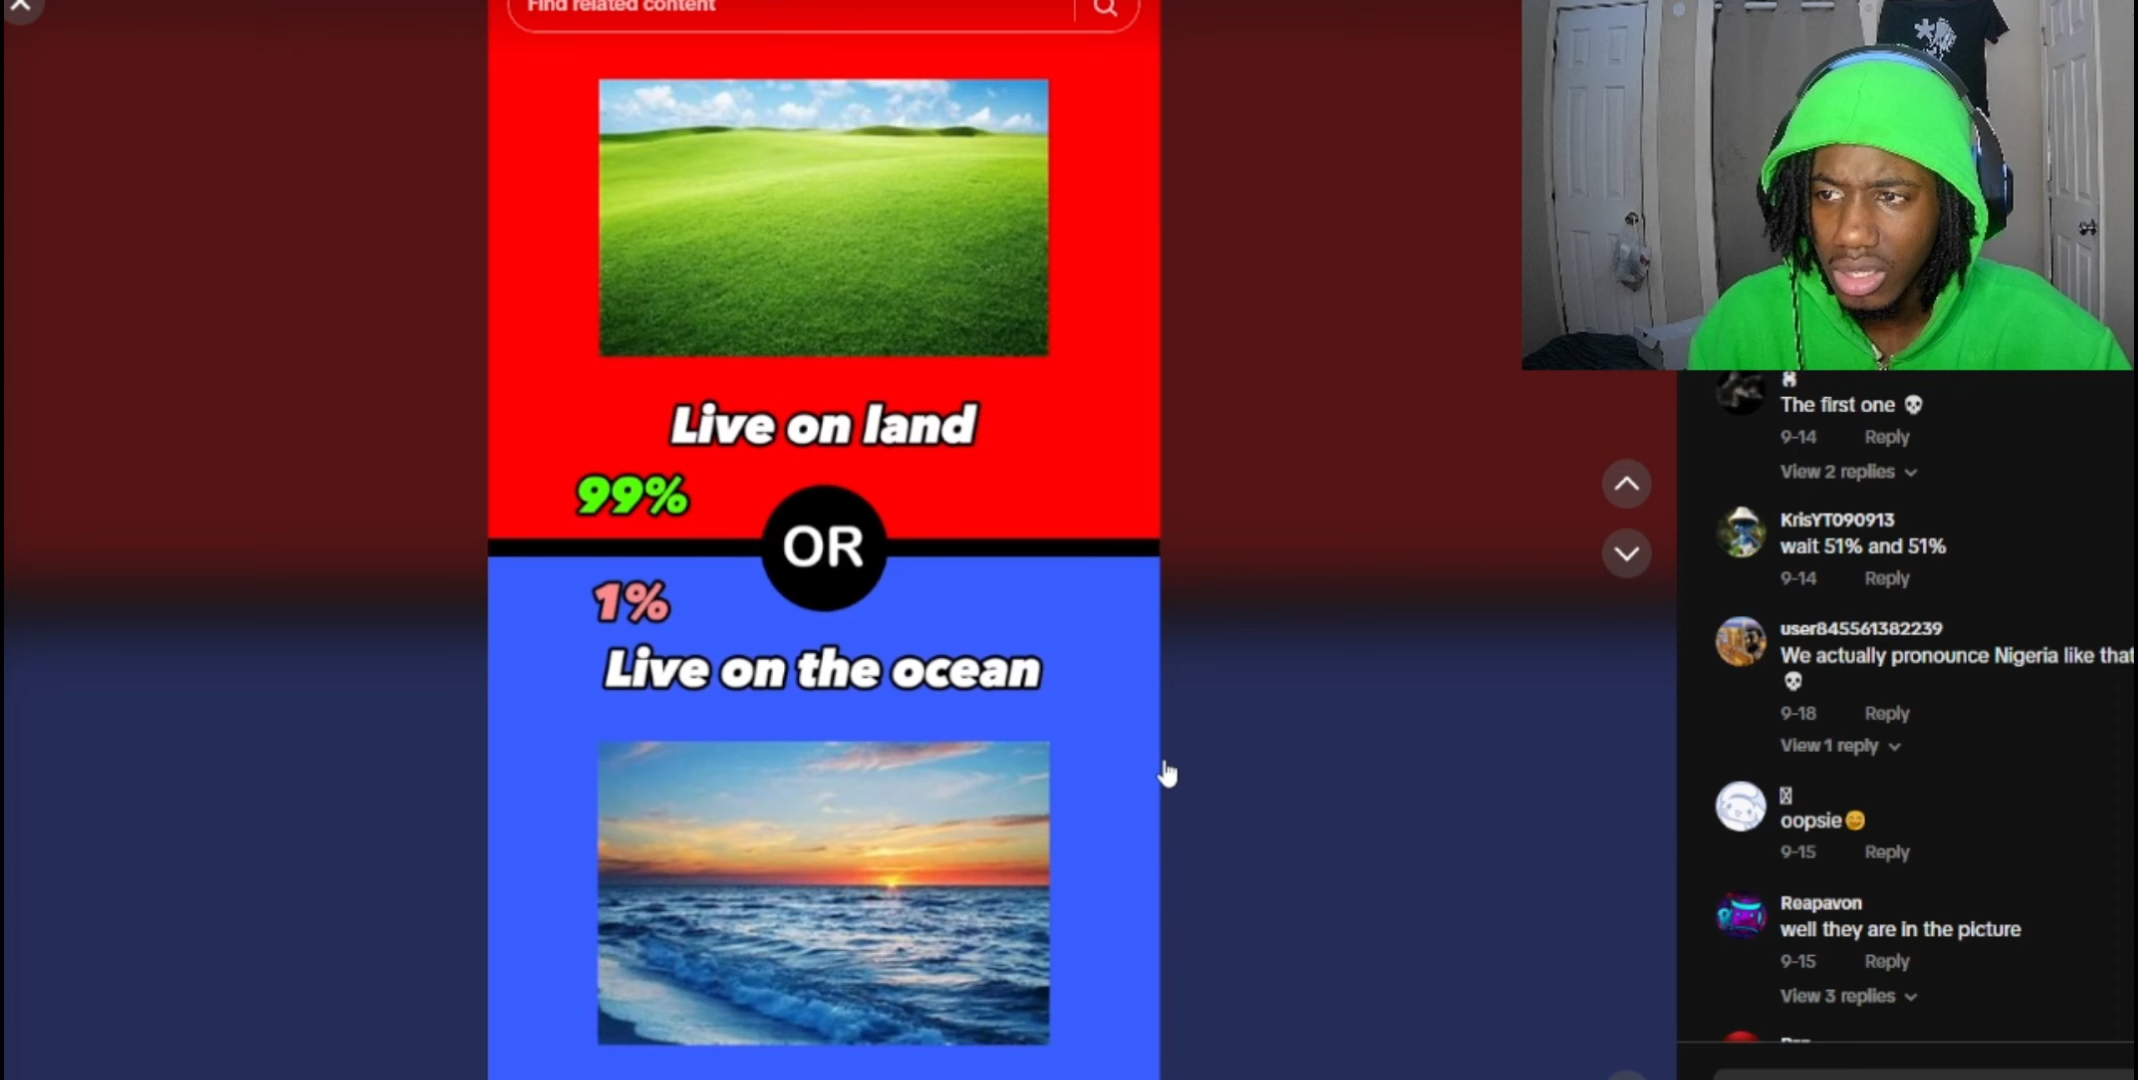 Find related content
Live on land
99%
OR
1%
Live on the ocean
The first one 💀
9-14 Reply
View 2 replies
KrisYT090913
wait 51% and 51%
9-14 Reply
user845561382239
We actually pronounce Nigeria like that
💀
9-18 Reply
View 1 reply
oopsie😄
9-15 Reply
Reapavon
well they are in the picture
9-15 Reply
View 3 replies